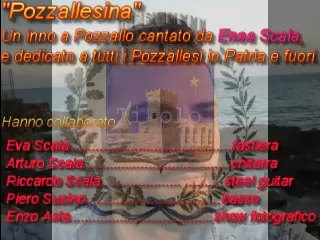 "Pozzallesina"
Un inno a Pozzallo cantato da Enea Scala,
e dedicato a tutti i Pozzallesi in Patria e fuori
Titolo
Hanno collaborato
Eva Scala...................................tastiera
Arturo Scala................................chitarra
Riccardo Scala...........................steel guitar
Piero Susino..............................basso
Enzo Asta.................................show fotografico